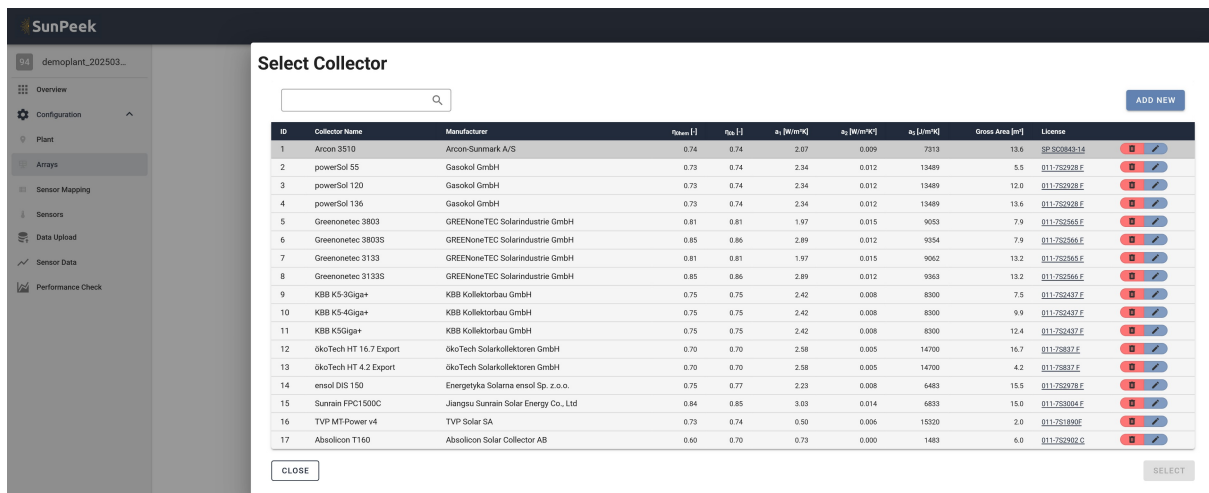 SunPeek
94 demoplant_202503...
Overview
Configuration
Plant
Arrays
Sensor Mapping
Sensors
Data Upload
Sensor Data
Performance Check
Select Collector
ADD NEW
ID Collector Name Manufacturer η0hem [-] η0b [-] a₁ [W/m²K] a₂ [W/m²K²] a₅ [J/m²K] Gross Area [m²] License
1 Arcon 3510 Arcon-Sunmark A/S 0.74 0.74 2.07 0.009 7313 13.6 SP SC0843-14
2 powerSol 55 Gasokol GmbH 0.73 0.74 2.34 0.012 13489 5.5 011-7S2928 F
3 powerSol 120 Gasokol GmbH 0.73 0.74 2.34 0.012 13489 12.0 011-7S2928 F
4 powerSol 136 Gasokol GmbH 0.73 0.74 2.34 0.012 13489 13.6 011-7S2928 F
5 Greenonetec 3803 GREENoneTEC Solarindustrie GmbH 0.81 0.81 1.97 0.015 9053 7.9 011-7S2565 F
6 Greenonetec 3803S GREENoneTEC Solarindustrie GmbH 0.85 0.86 2.89 0.012 9354 7.9 011-7S2566 F
7 Greenonetec 3133 GREENoneTEC Solarindustrie GmbH 0.81 0.81 1.97 0.015 9062 13.2 011-7S2565 F
8 Greenonetec 3133S GREENoneTEC Solarindustrie GmbH 0.85 0.86 2.89 0.012 9363 13.2 011-7S2566 F
9 KBB K5-3Giga+ KBB Kollektorbau GmbH 0.75 0.75 2.42 0.008 8300 7.5 011-7S2437 F
10 KBB K5-4Giga+ KBB Kollektorbau GmbH 0.75 0.75 2.42 0.008 8300 9.9 011-7S2437 F
11 KBB K5Giga+ KBB Kollektorbau GmbH 0.75 0.75 2.42 0.008 8300 12.4 011-7S2437 F
12 ökoTech HT 16.7 Export ökoTech Solarkollektoren GmbH 0.70 0.70 2.58 0.005 14700 16.7 011-7S837 F
13 ökoTech HT 4.2 Export ökoTech Solarkollektoren GmbH 0.70 0.70 2.58 0.005 14700 4.2 011-7S837 F
14 ensol DIS 150 Energetyka Solarna ensol Sp. z.o.o. 0.75 0.77 2.23 0.008 6483 15.5 011-7S2978 F
15 Sunrain FPC1500C Jiangsu Sunrain Solar Energy Co., Ltd 0.84 0.85 3.03 0.014 6833 15.0 011-7S3004 F
16 TVP MT-Power v4 TVP Solar SA 0.73 0.74 0.50 0.006 15320 2.0 011-7S1890F
17 Absolicon T160 Absolicon Solar Collector AB 0.60 0.70 0.73 0.000 1483 6.0 011-7S2902 C
CLOSE
SELECT